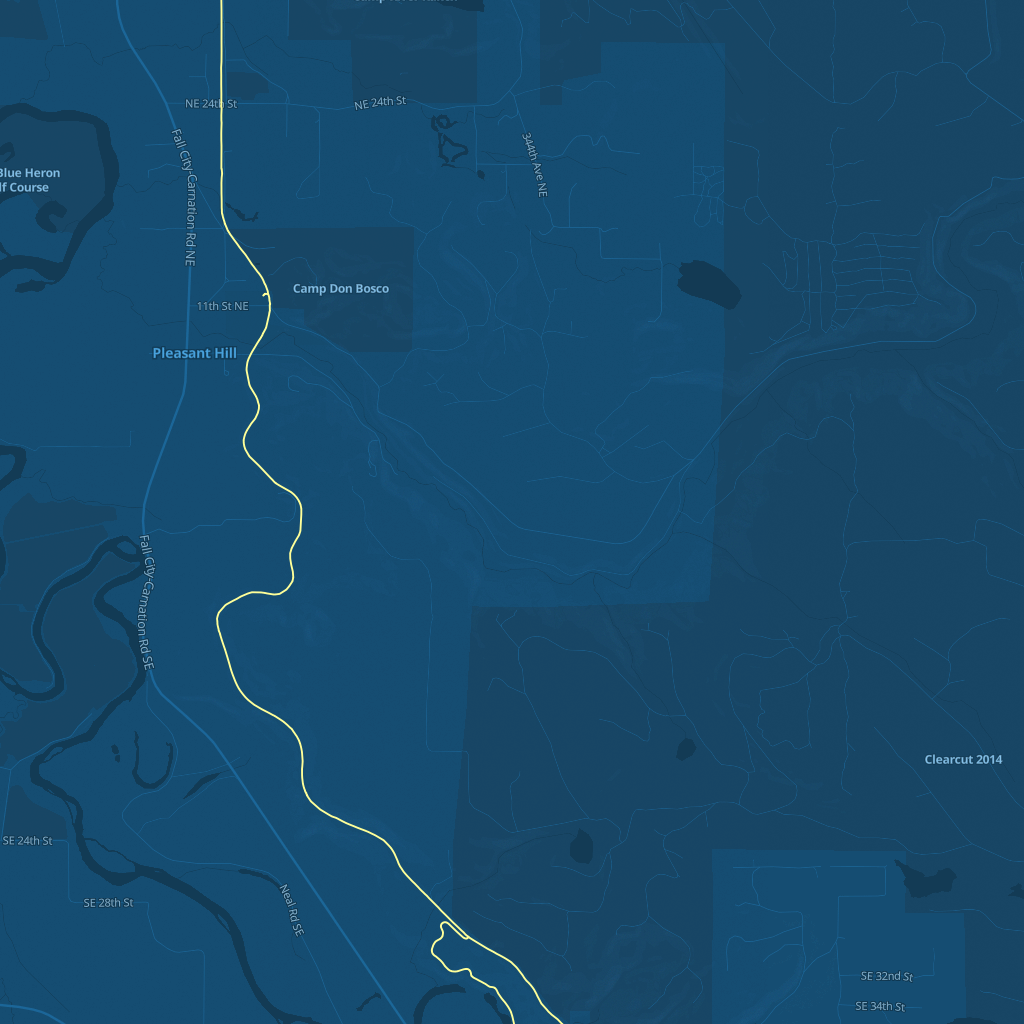 NE 24th St
NE 24th St
Fall City-Carnation Rd NE
344th Ave NE
Blue Heron
lf Course
Camp Don Bosco
11th St NE
Pleasant Hill
Fall City-Carnation Rd SE
Clearcut 2014
SE 24th St
SE 28th St
Neal Rd SE
SE 32nd St
SE 34th St